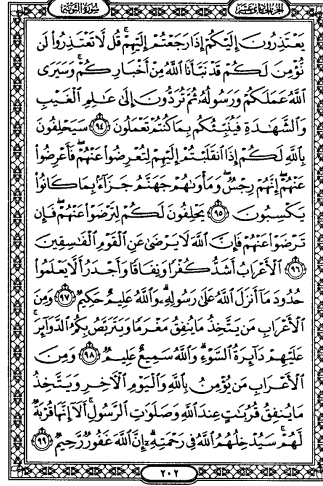 الجزء الحادي عشر
سورة التوبة
يَعْتَذِرُونَ إِلَيْكُمْ إِذَا رَجَعْتُمْ إِلَيْهِمْ قُل لَّا تَعْتَذِرُوا لَن
نُّؤْمِنَ لَكُمْ قَدْ نَبَّأَنَا اللَّهُ مِنْ أَخْبَارِكُمْ وَسَيَرَى
اللَّهُ عَمَلَكُمْ وَرَسُولُهُ ثُمَّ تُرَدُّونَ إِلَى عَالِمِ الْغَيْبِ
وَالشَّهَادَةِ فَيُنَبِّئُكُم بِمَا كُنتُمْ تَعْمَلُونَ ٩٤ سَيَحْلِفُونَ
بِاللَّهِ لَكُمْ إِذَا انقَلَبْتُمْ إِلَيْهِمْ لِتُعْرِضُوا عَنْهُمْ فَأَعْرِضُوا
عَنْهُمْ إِنَّهُمْ رِجْسٌ وَمَأْوَاهُمْ جَهَنَّمُ جَزَاءً بِمَا كَانُوا
يَكْسِبُونَ ٩٥ يَحْلِفُونَ لَكُمْ لِتَرْضَوْا عَنْهُمْ فَإِن
تَرْضَوْا عَنْهُمْ فَإِنَّ اللَّهَ لَا يَرْضَى عَنِ الْقَوْمِ الْفَاسِقِينَ
٩٦ الْأَعْرَابُ أَشَدُّ كُفْرًا وَنِفَاقًا وَأَجْدَرُ أَلَّا يَعْلَمُوا
حُدُودَ مَا أَنزَلَ اللَّهُ عَلَى رَسُولِهِ وَاللَّهُ عَلِيمٌ حَكِيمٌ ٩٧ وَمِنَ
الْأَعْرَابِ مَن يَتَّخِذُ مَا يُنفِقُ مَغْرَمًا وَيَتَرَبَّصُ بِكُمُ الدَّوَائِرَ
عَلَيْهِمْ دَائِرَةُ السَّوْءِ وَاللَّهُ سَمِيعٌ عَلِيمٌ ٩٨ وَمِنَ
الْأَعْرَابِ مَن يُؤْمِنُ بِاللَّهِ وَالْيَوْمِ الْآخِرِ وَيَتَّخِذُ
مَا يُنفِقُ قُرُبَاتٍ عِندَ اللَّهِ وَصَلَوَاتِ الرَّسُولِ أَلَا إِنَّهَا قُرْبَةٌ
لَّهُمْ سَيُدْخِلُهُمُ اللَّهُ فِي رَحْمَتِهِ إِنَّ اللَّهَ غَفُورٌ رَّحِيمٌ ٩٩
٢٠٢